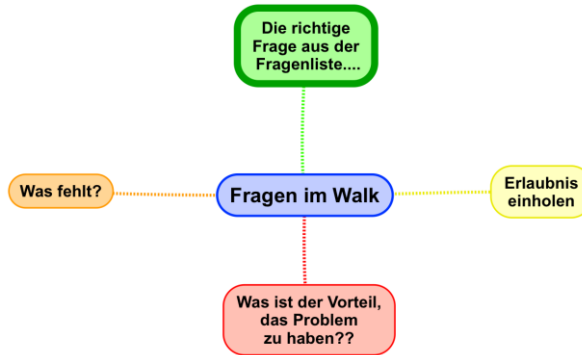 Die richtige
Frage aus der
Fragenliste....
Was fehlt?
Fragen im Walk
Erlaubnis
einholen
Was ist der Vorteil,
das Problem
zu haben??